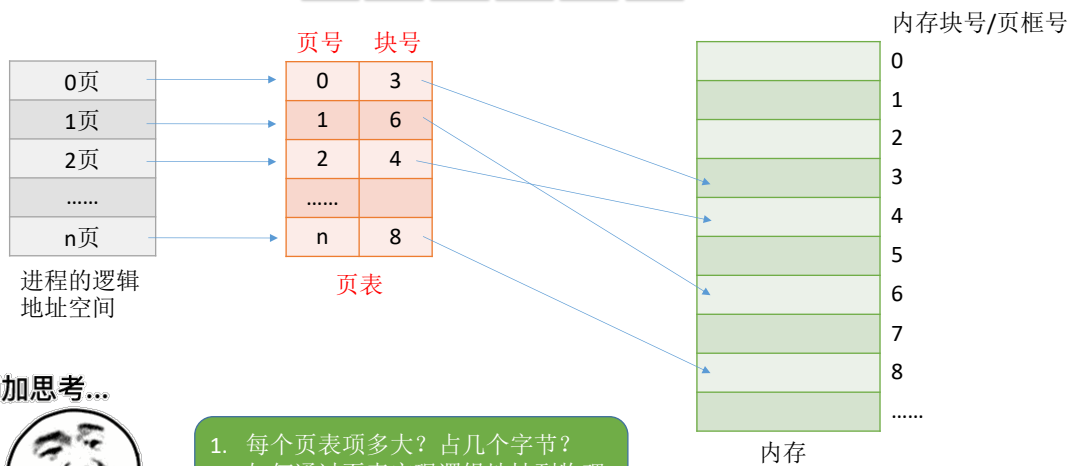 内存块号/页框号
页号 块号
0页
1页
2页
……
n页
进程的逻辑
地址空间
0 3
1 6
2 4
……
n 8
页表
0
1
2
3
4
5
6
7
8
……
内存
加思考...
1. 每个页表项多大？占几个字节？